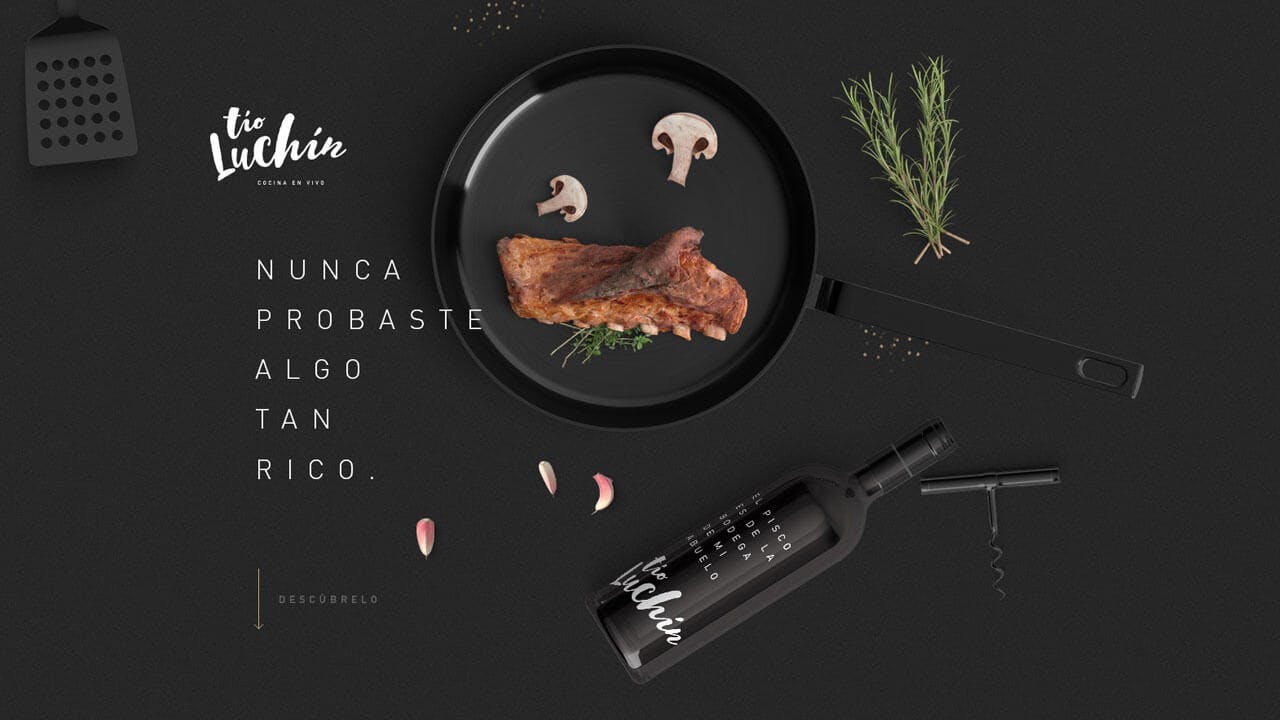 tío
Luchín
COCINA EN VIVO
NUNCA
PROBASTE
ALGO
TAN
RICO.
DESCÚBRELO
EL PISCO
ES DE LA
BODEGA
DE MI
ABUELO
tío
Luchín